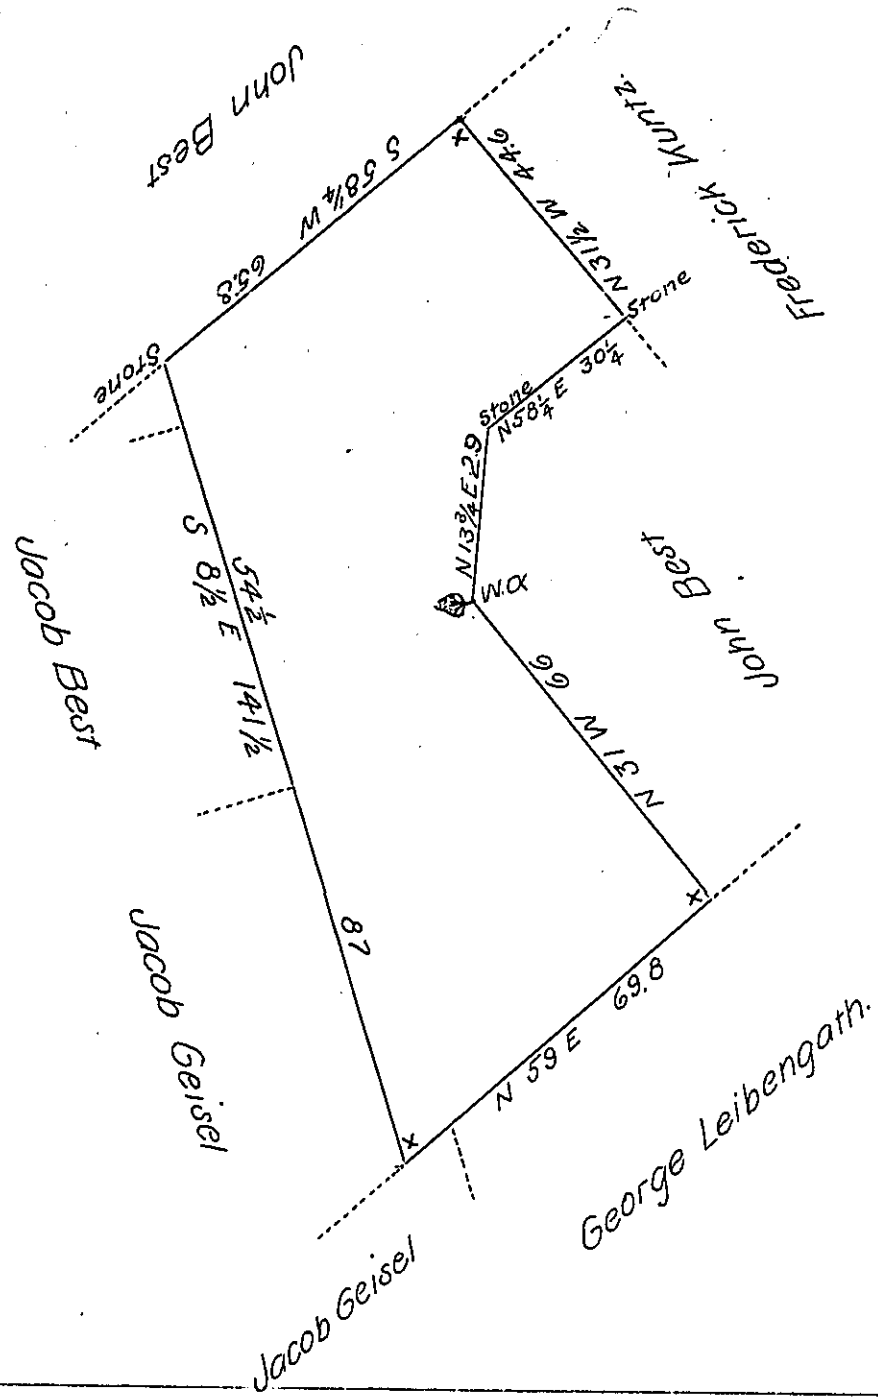 John Best
Frederick Kuntz.
S 58¼ W 65.8
x
N 31½ W 44.6
Stone
N 58¼ E 30¼
Stone
Stone
N 13¾ E 29
W.O.
John Best
N 31 W 66
Jacob Best
54½
S 8½ E 141½
87
x
N 59 E 69.8
x
Jacob Geisel
George Leibengath.
Jacob Geisel